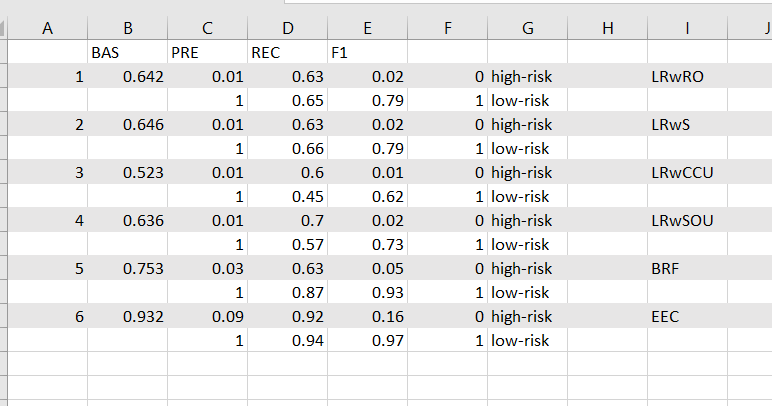 A B C D E F G H I J
BAS PRE REC F1
1 0.642 0.01 0.63 0.02 0 high-risk LRwRO
1 0.65 0.79 1 low-risk
2 0.646 0.01 0.63 0.02 0 high-risk LRwS
1 0.66 0.79 1 low-risk
3 0.523 0.01 0.6 0.01 0 high-risk LRwCCU
1 0.45 0.62 1 low-risk
4 0.636 0.01 0.7 0.02 0 high-risk LRwSOU
1 0.57 0.73 1 low-risk
5 0.753 0.03 0.63 0.05 0 high-risk BRF
1 0.87 0.93 1 low-risk
6 0.932 0.09 0.92 0.16 0 high-risk EEC
1 0.94 0.97 1 low-risk